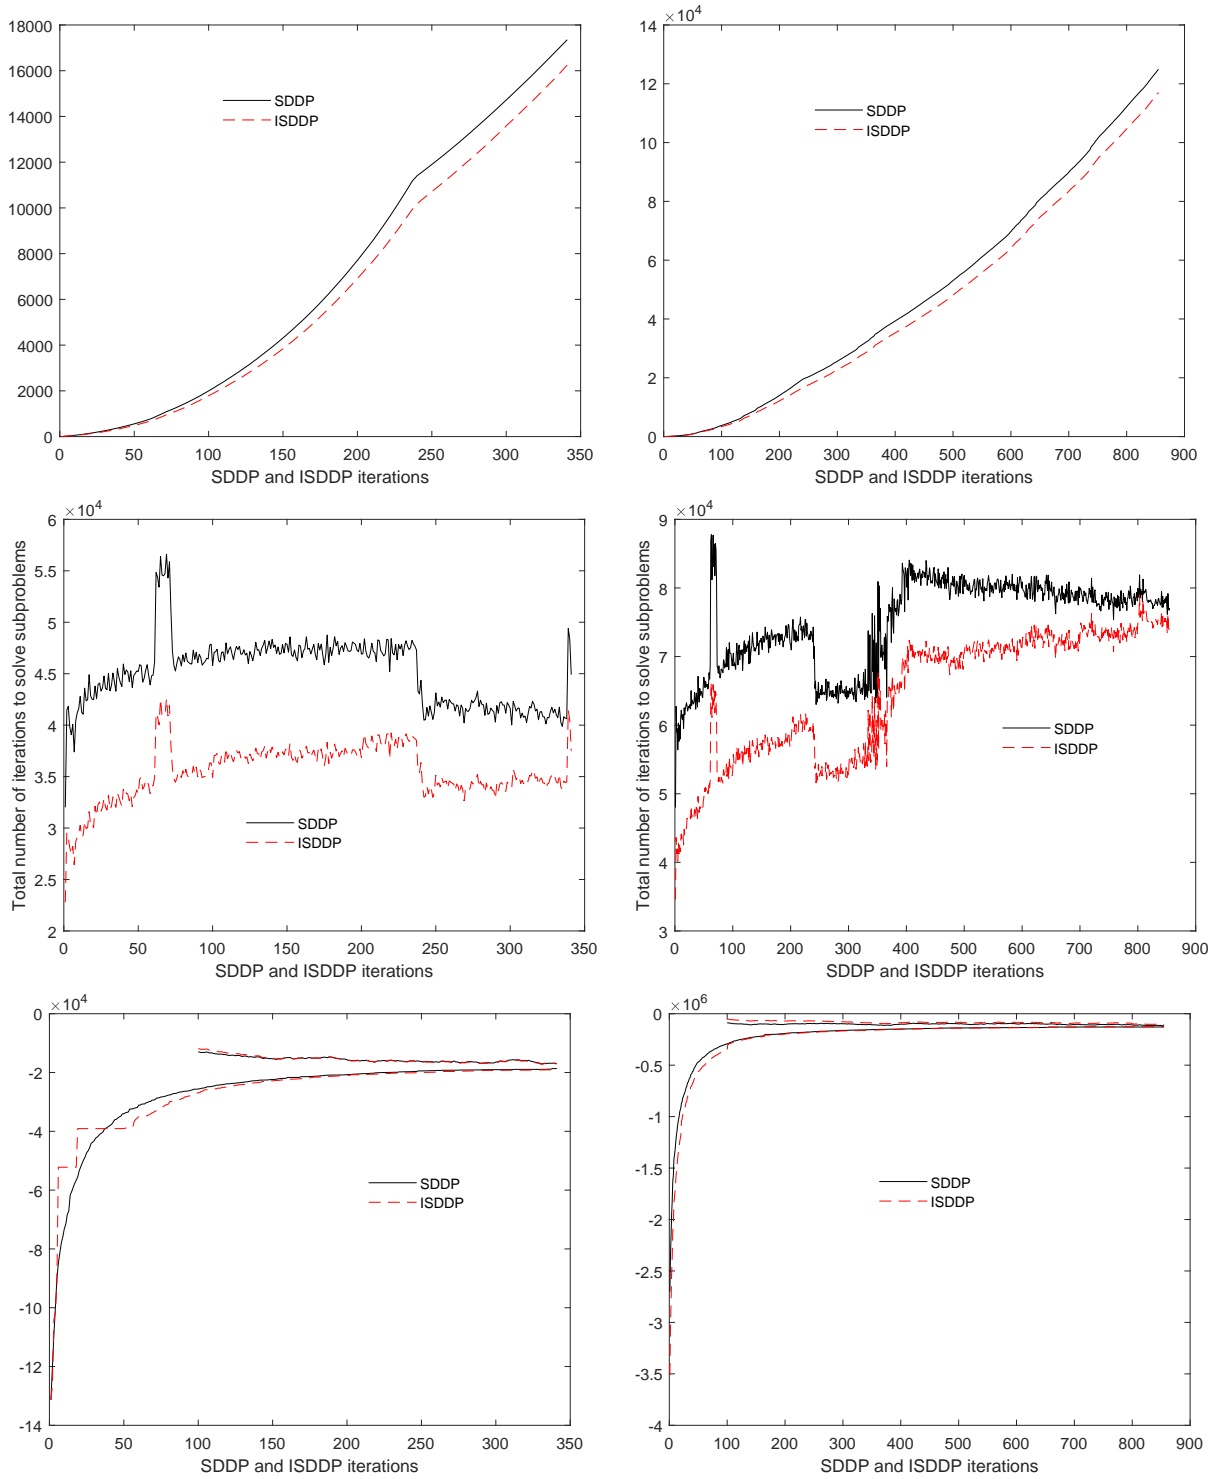 18000
16000
14000
12000
10000
8000
6000
4000
2000
0
0 50 100 150 200 250 300 350
SDDP
ISDDP
SDDP and ISDDP iterations
×10^4
14
12
10
8
6
4
2
0
0 100 200 300 400 500 600 700 800 900
SDDP
ISDDP
SDDP and ISDDP iterations
Total number of iterations to solve subproblems
×10^4
6
5.5
5
4.5
4
3.5
3
2.5
2
0 50 100 150 200 250 300 350
SDDP
ISDDP
SDDP and ISDDP iterations
Total number of iterations to solve subproblems
×10^4
9
8
7
6
5
4
3
0 100 200 300 400 500 600 700 800 900
SDDP
ISDDP
SDDP and ISDDP iterations
×10^4
0
-2
-4
-6
-8
-10
-12
-14
0 50 100 150 200 250 300 350
SDDP
ISDDP
SDDP and ISDDP iterations
×10^6
0
-0.5
-1
-1.5
-2
-2.5
-3
-3.5
-4
0 100 200 300 400 500 600 700 800 900
SDDP
ISDDP
SDDP and ISDDP iterations